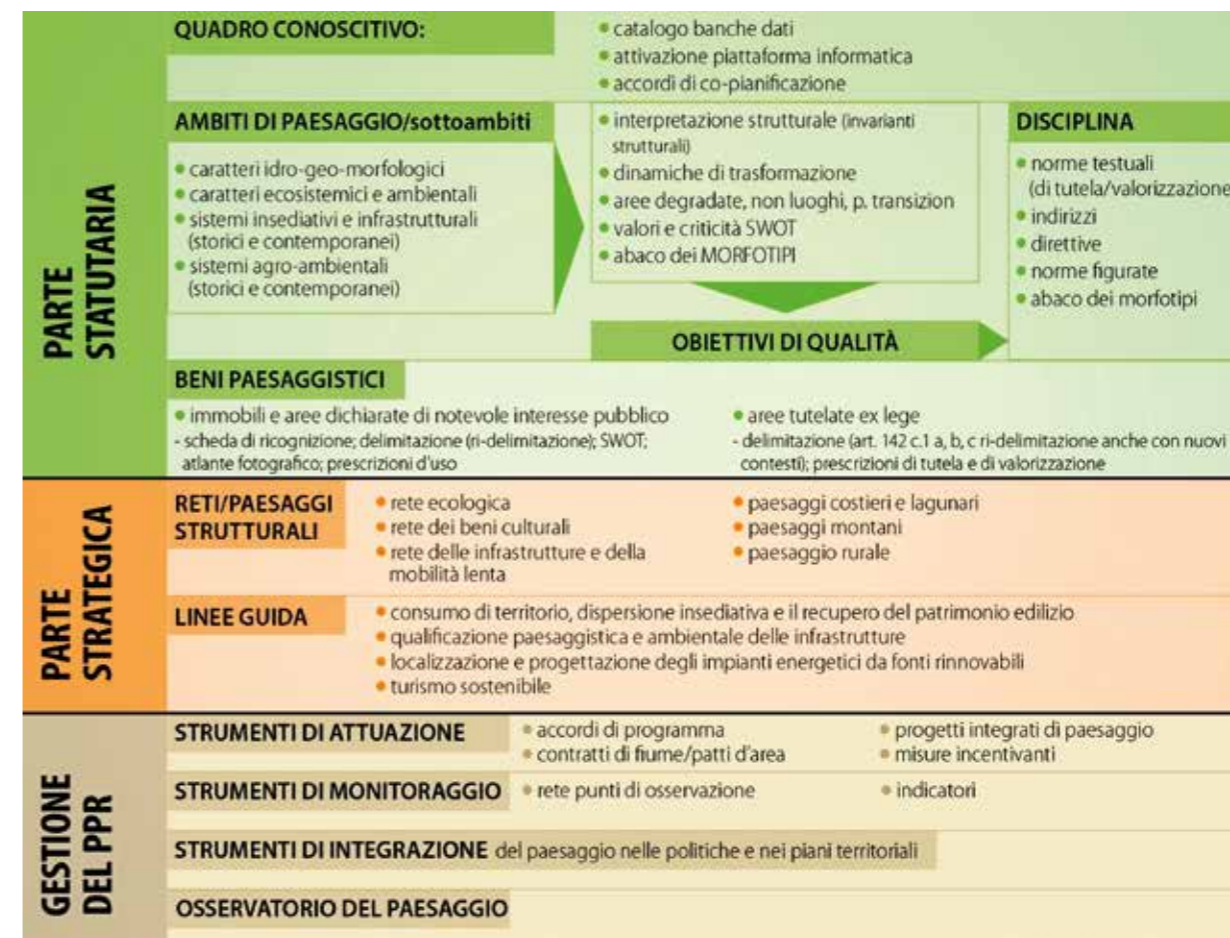 PARTE
STATUTARIA
QUADRO CONOSCITIVO:
• catalogo banche dati
• attivazione piattaforma informatica
• accordi di co-pianificazione
AMBITI DI PAESAGGIO/sottoambiti
• caratteri idro-geo-morfologici
• caratteri ecosistemici e ambientali
• sistemi insediativi e infrastrutturali
(storici e contemporanei)
• sistemi agro-ambientali
(storici e contemporanei)
• interpretazione strutturale (invarianti
strutturali)
• dinamiche di trasformazione
• aree degradate, non luoghi, p. transizion
• valori e criticità SWOT
• abaco dei MORFOTIPI
OBIETTIVI DI QUALITÀ
DISCIPLINA
• norme testuali
(di tutela/valorizzazione
• indirizzi
• direttive
• norme figurate
• abaco dei morfotipi
BENI PAESAGGISTICI
• immobili e aree dichiarate di notevole interesse pubblico
- scheda di ricognizione; delimitazione (ri-delimitazione); SWOT;
atlante fotografico; prescrizioni d'uso
• aree tutelate ex lege
- delimitazione (art. 142 c.1 a, b, c ri-delimitazione anche con nuovi
contesti); prescrizioni di tutela e di valorizzazione
PARTE
STRATEGICA
RETI/PAESAGGI
STRUTTURALI
• rete ecologica
• rete dei beni culturali
• rete delle infrastrutture e della
mobilità lenta
• paesaggi costieri e lagunari
• paesaggi montani
• paesaggio rurale
LINEE GUIDA
• consumo di territorio, dispersione insediativa e il recupero del patrimonio edilizio
• qualificazione paesaggistica e ambientale delle infrastrutture
• localizzazione e progettazione degli impianti energetici da fonti rinnovabili
• turismo sostenibile
GESTIONE
DEL PPR
STRUMENTI DI ATTUAZIONE
• accordi di programma
• contratti di fiume/patti d'area
• progetti integrati di paesaggio
• misure incentivanti
STRUMENTI DI MONITORAGGIO
• rete punti di osservazione
• indicatori
STRUMENTI DI INTEGRAZIONE del paesaggio nelle politiche e nei piani territoriali
OSSERVATORIO DEL PAESAGGIO